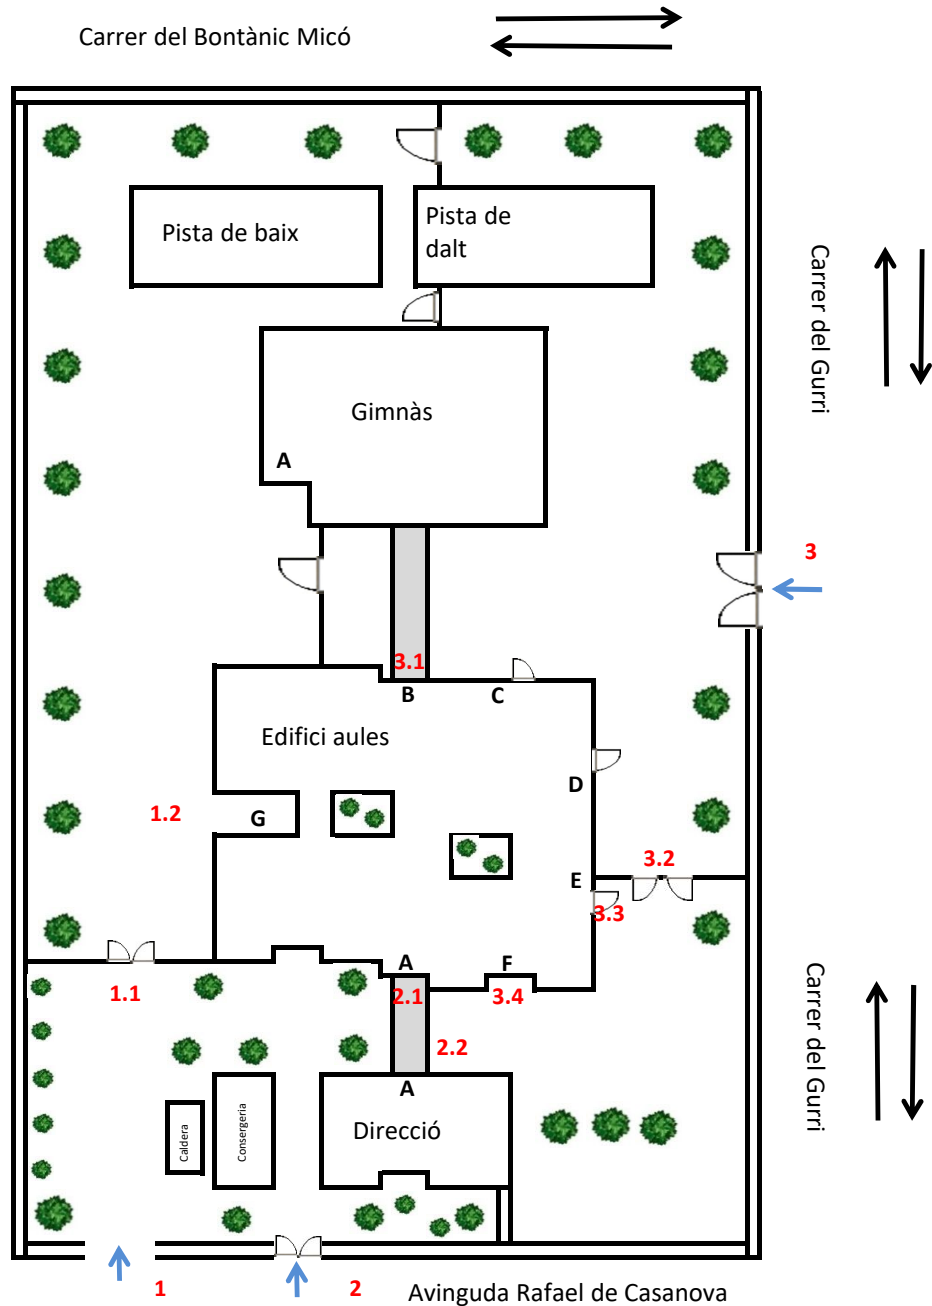 Carrer del Bontànic Micó
Pista de baix
Pista de
dalt
Carrer del Gurri
Gimnàs
A
3
3.1
B
C
Edifici aules
D
1.2
G
3.2
E
3.3
A
F
1.1
2.1
3.4
2.2
A
Caldera
Consergeria
Direcció
Carrer del Gurri
1
2
Avinguda Rafael de Casanova